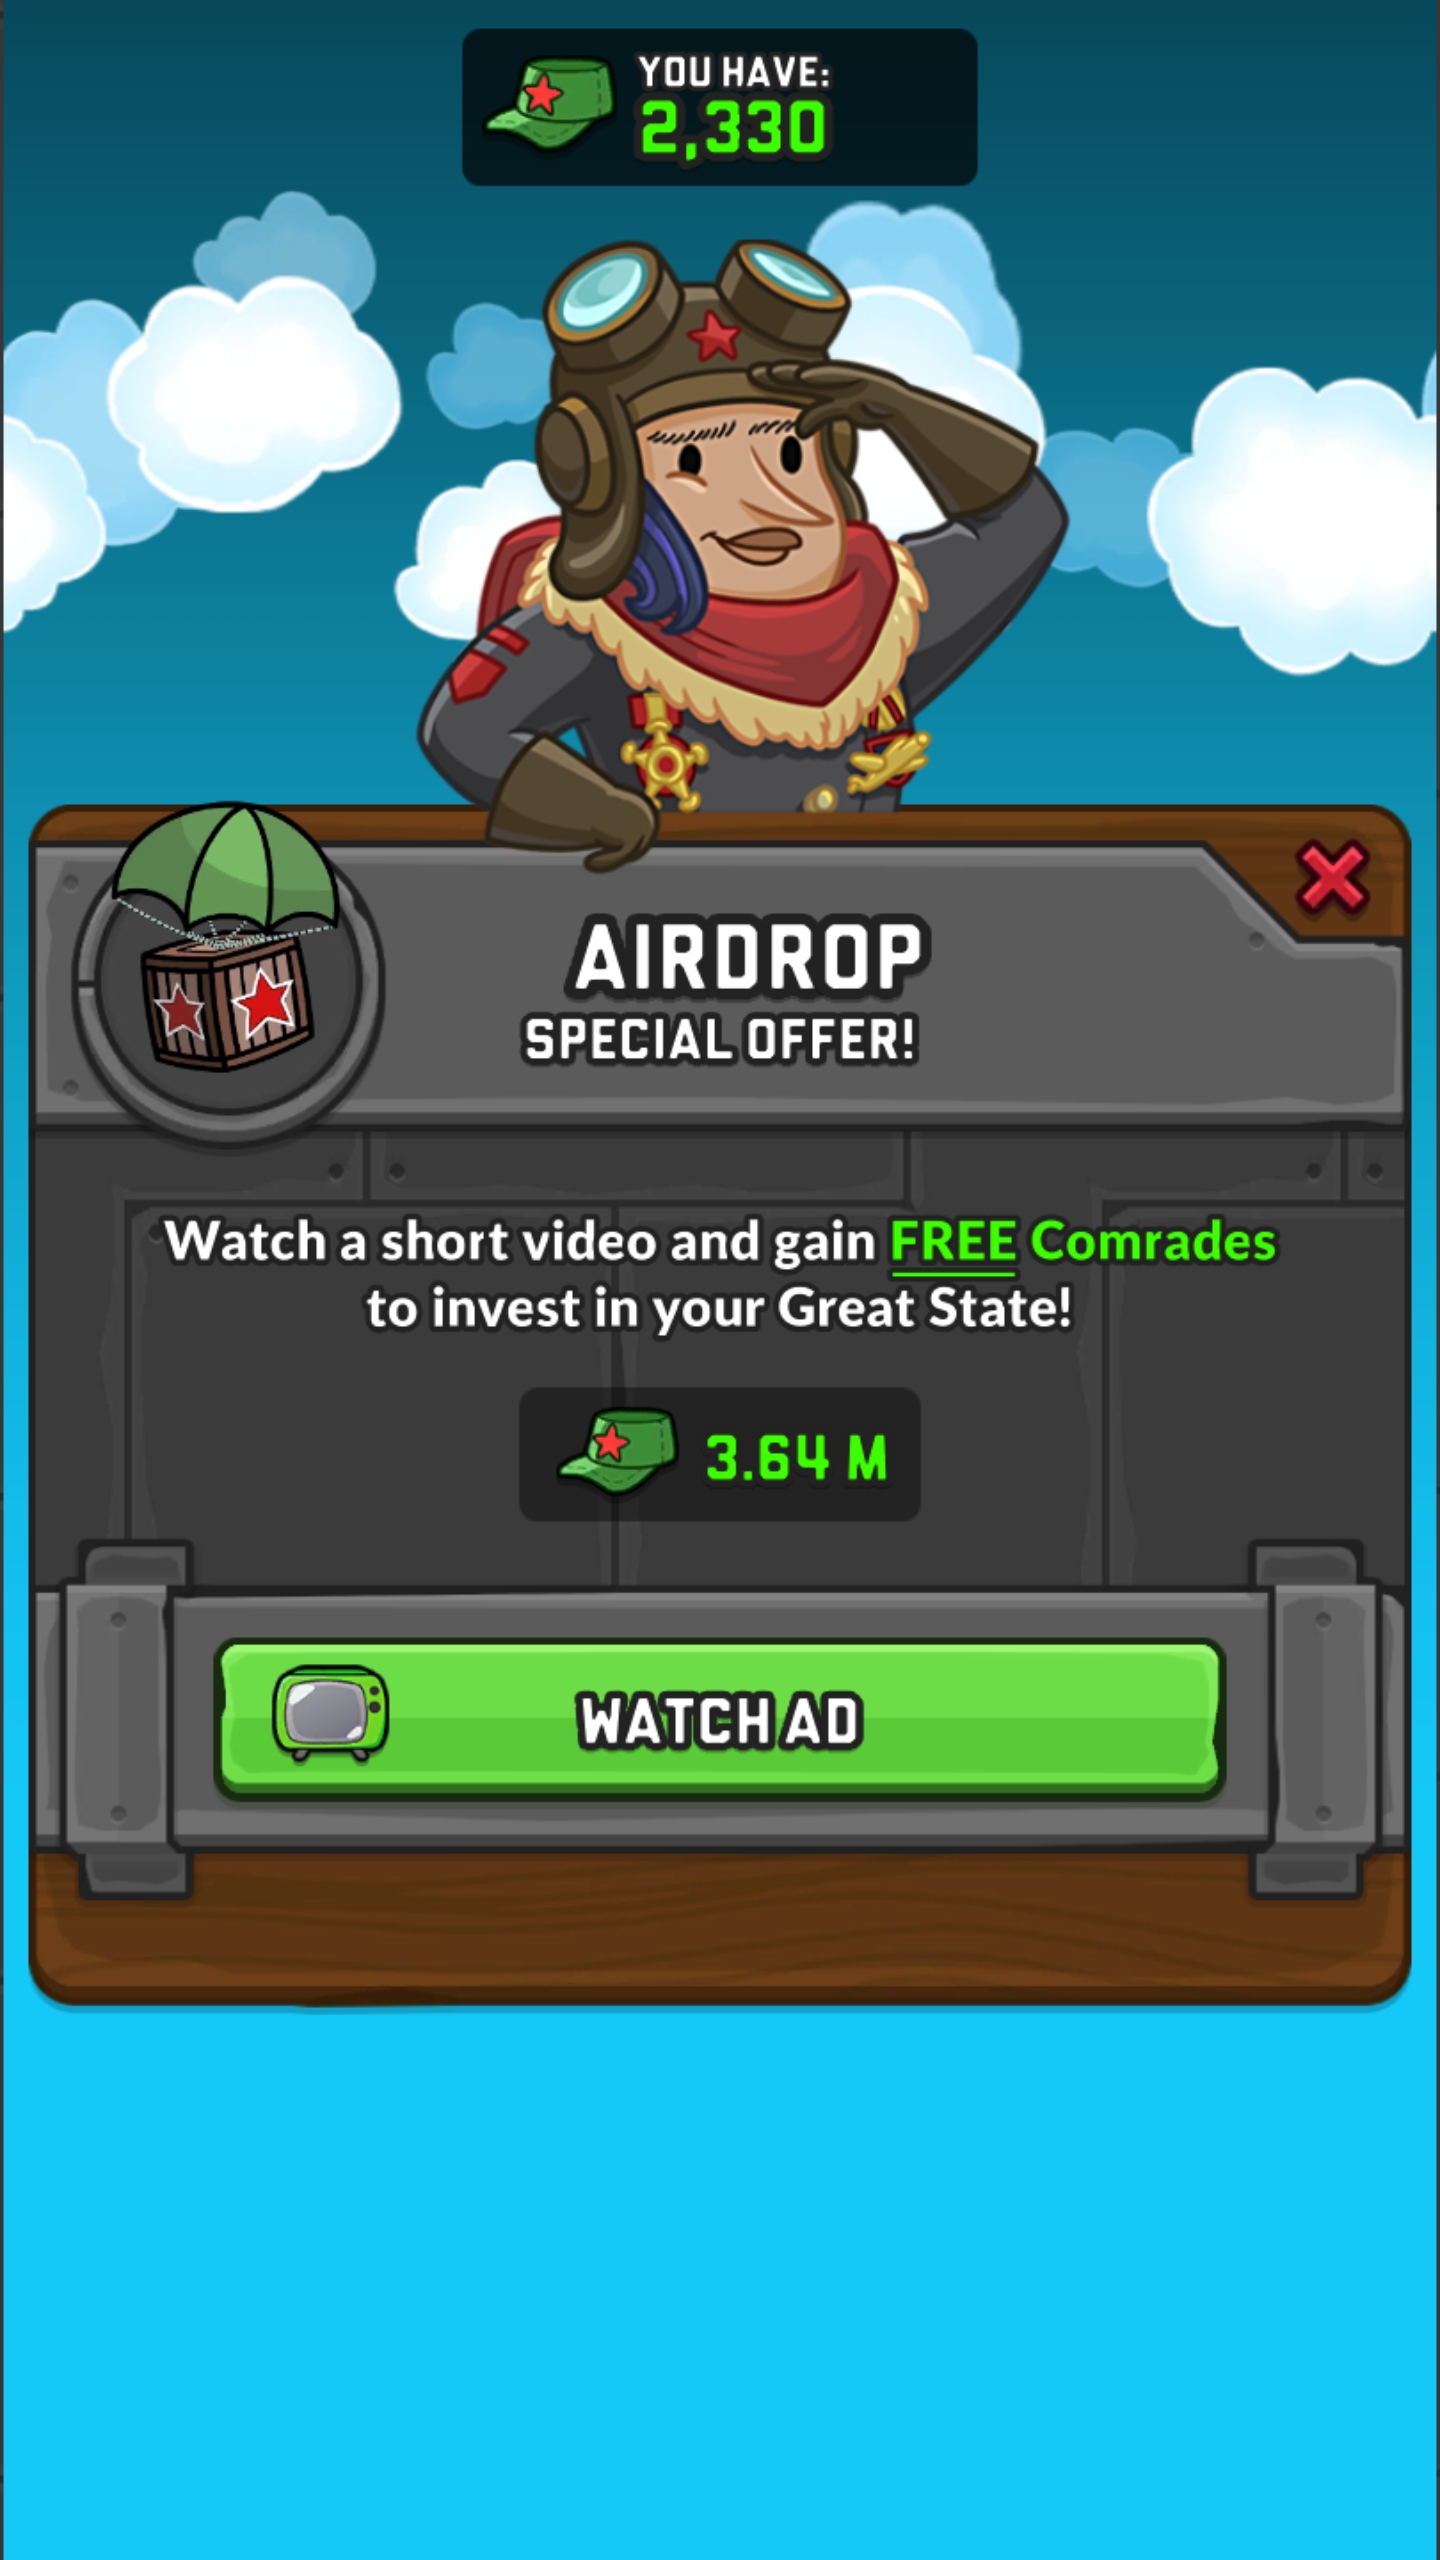 YOU HAVE:
2,330
AIRDROP
SPECIAL OFFER!
Watch a short video and gain FREE Comrades
to invest in your Great State!
3.64 M
WATCH AD